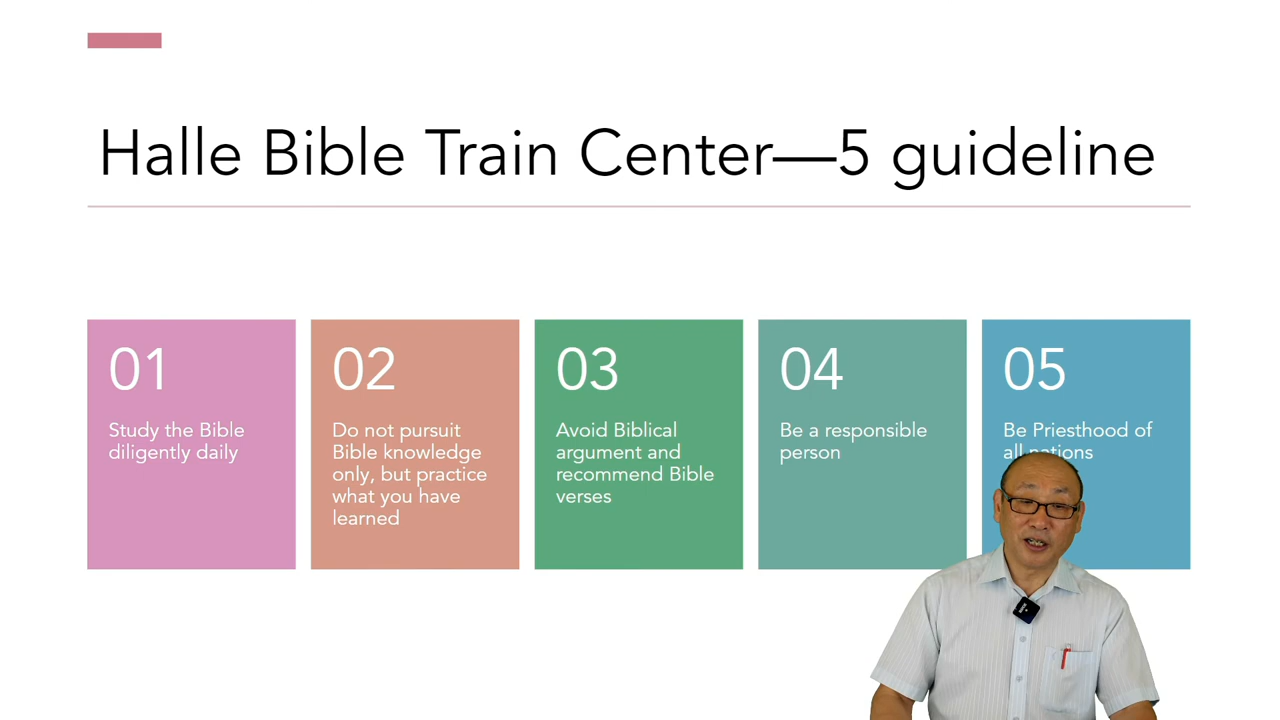 Halle Bible Train Center—5 guideline
01
Study the Bible
diligently daily
02
Do not pursuit
Bible knowledge
only, but practice
what you have
learned
03
Avoid Biblical
argument and
recommend Bible
verses
04
Be a responsible
person
05
Be Priesthood of
all nations